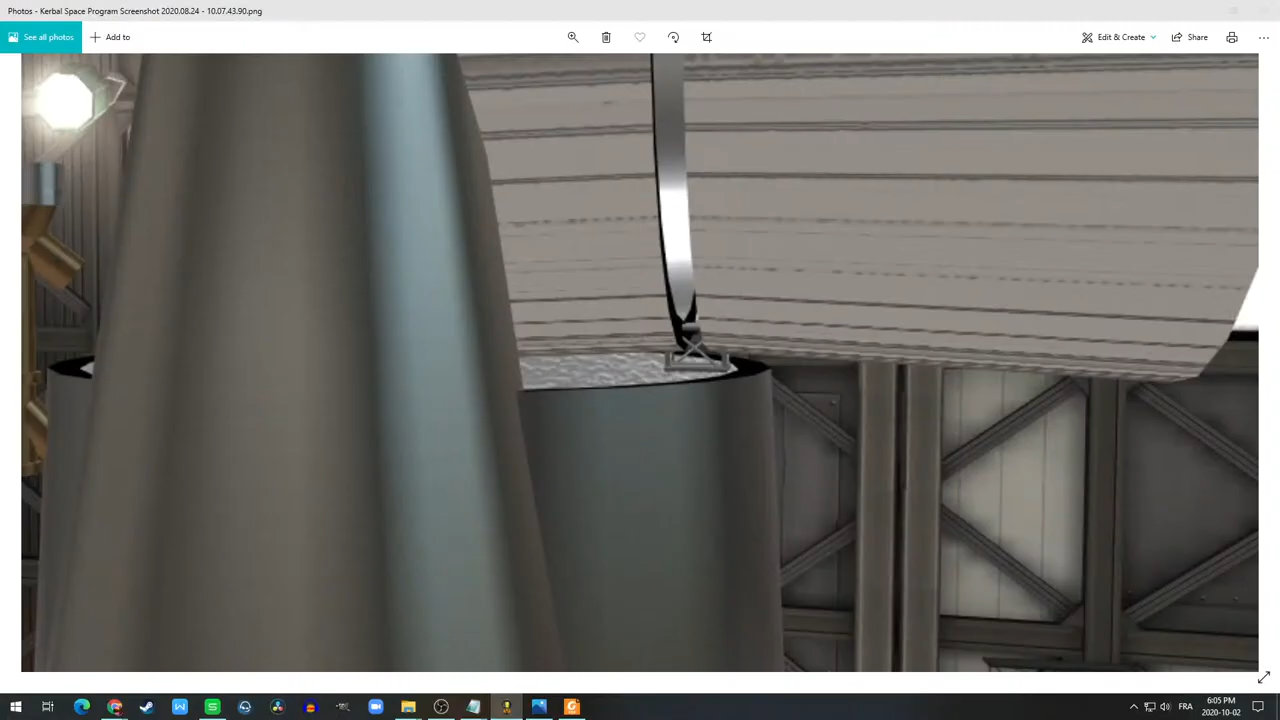 Photos - Kerbal Space Program Screenshot 2020.08.24 - 10.07.43.90.png
See all photos
Add to
Edit & Create
Share
FRA
6:05 PM
2020-10-02